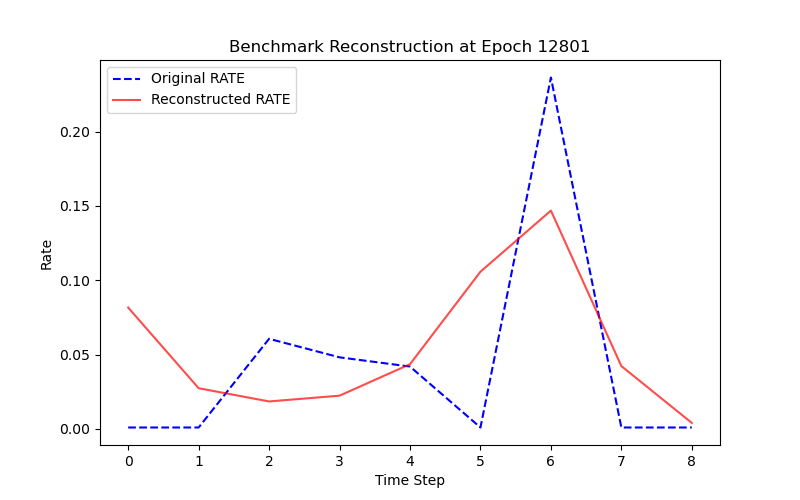 Benchmark Reconstruction at Epoch 12801
Original RATE
Reconstructed RATE
Rate
0.20
0.15
0.10
0.05
0.00
0 1 2 3 4 5 6 7 8
Time Step